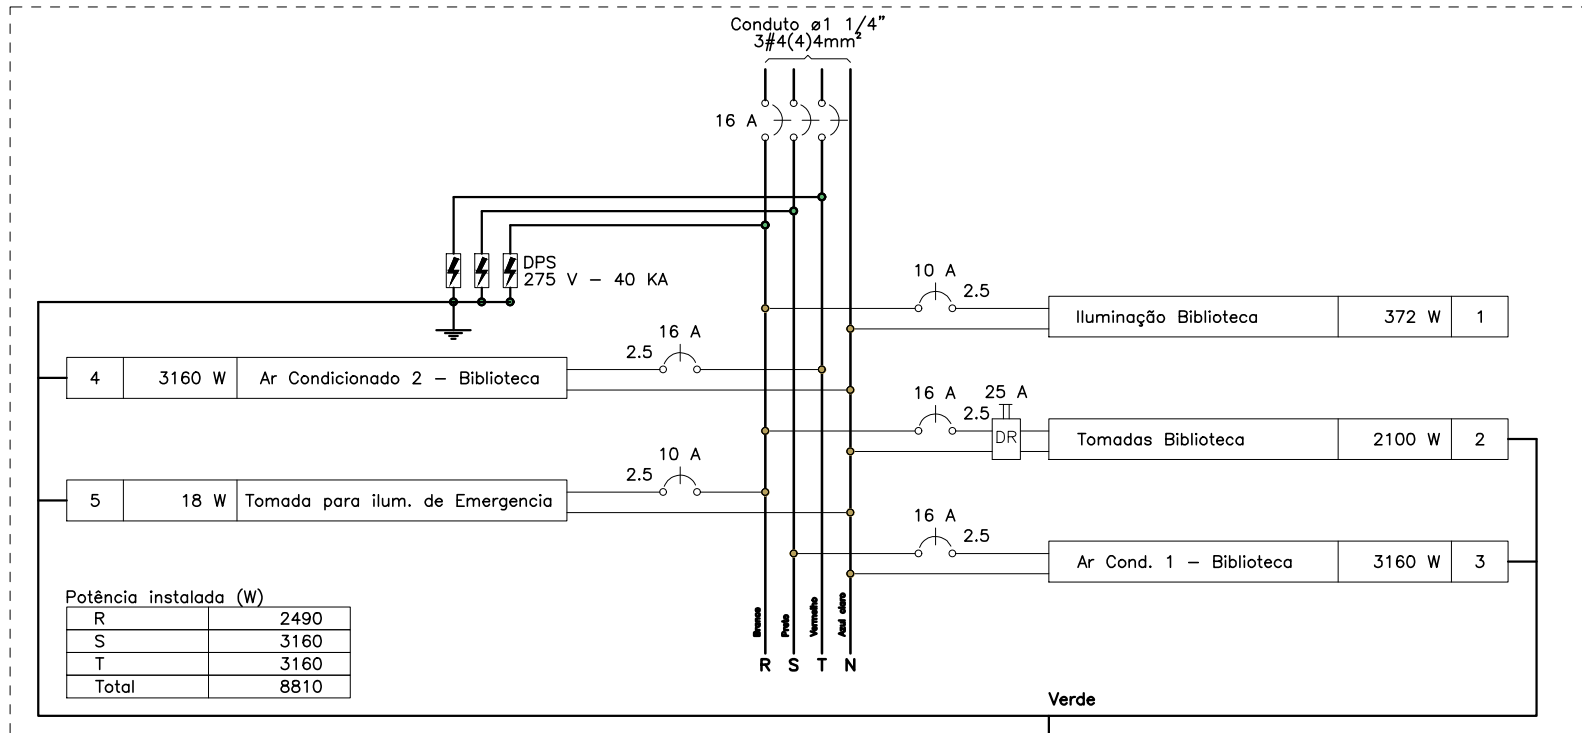 Conduto ø1 1/4"
3#4(4)4mm²
16 A
DPS
275 V - 40 KA
10 A
2.5
Iluminação Biblioteca 372 W 1
16 A
2.5
4 3160 W Ar Condicionado 2 - Biblioteca
16 A 25 A
2.5
DR
Tomadas Biblioteca 2100 W 2
10 A
2.5
5 18 W Tomada para ilum. de Emergencia
16 A
2.5
Ar Cond. 1 - Biblioteca 3160 W 3
Potência instalada (W)
R 2490
S 3160
T 3160
Total 8810
Branco Preto Vermelho Azul claro
R S T N
Verde